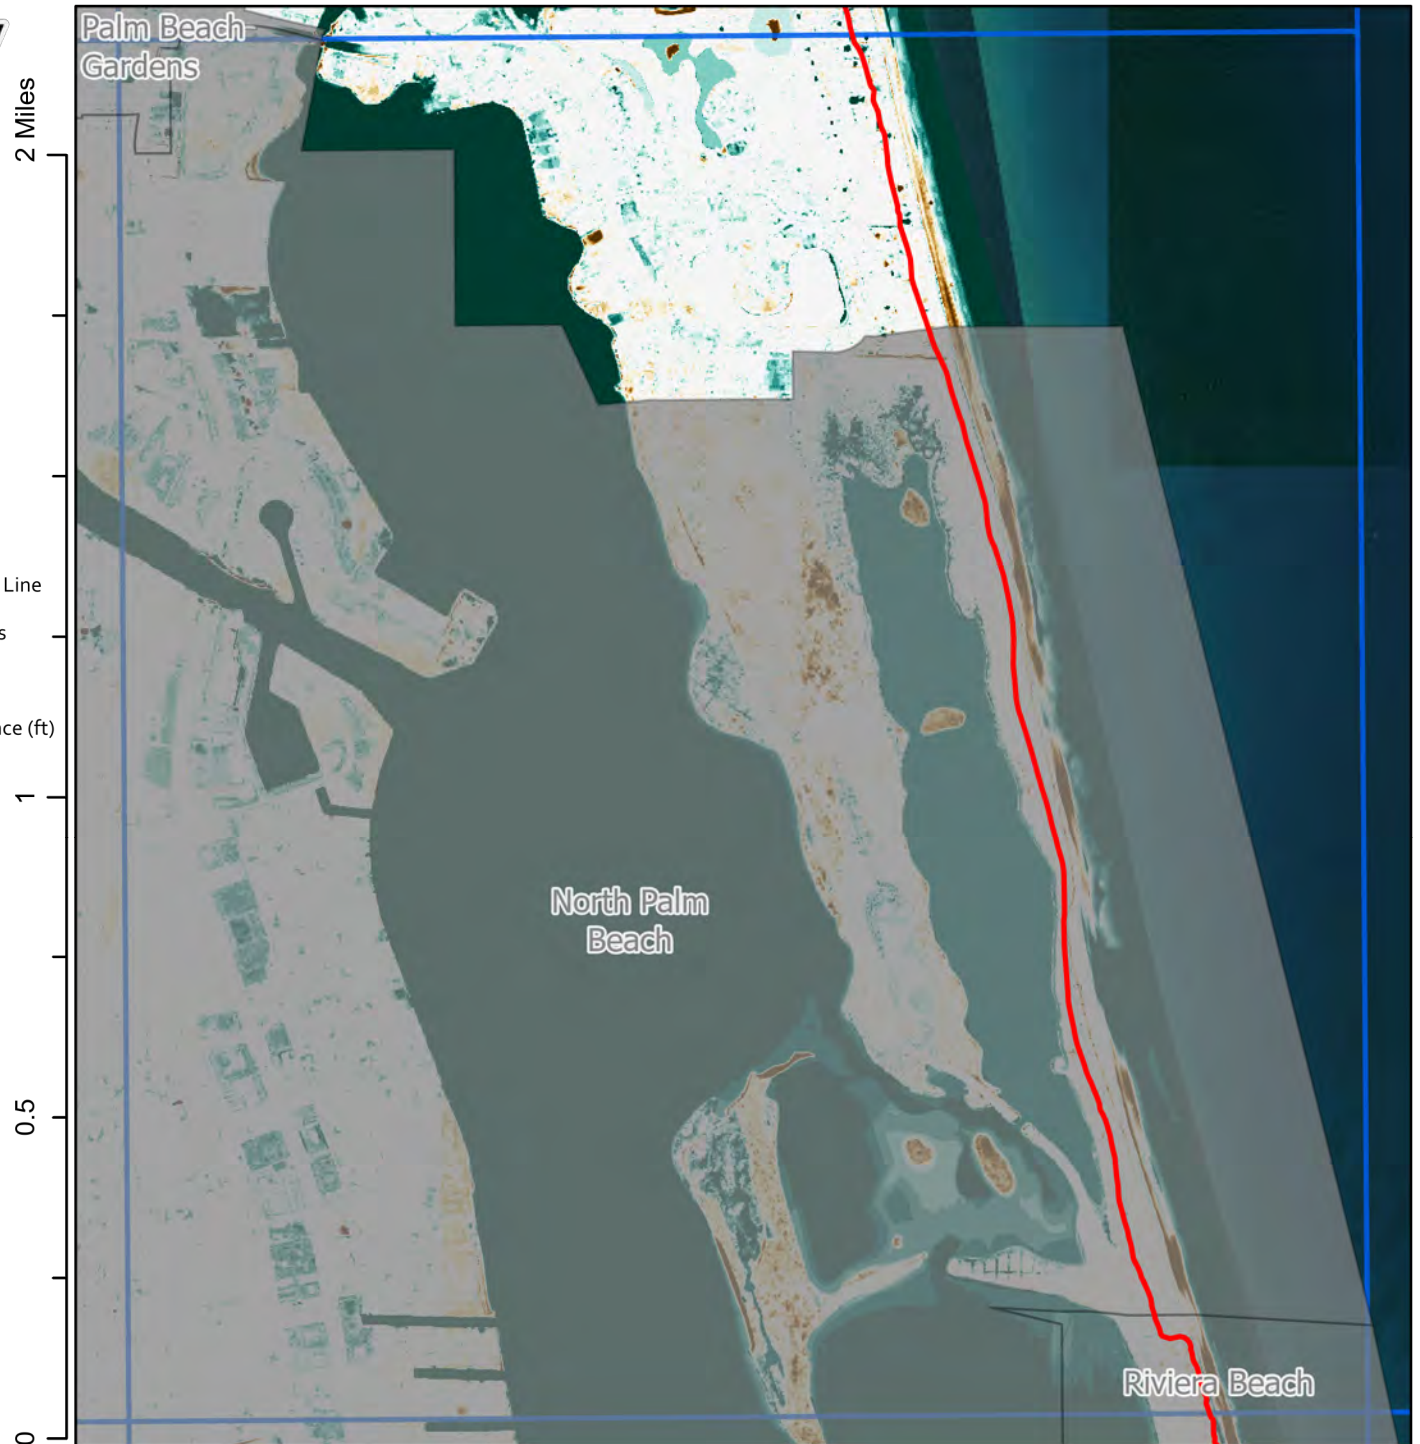 Palm Beach
Gardens
2 Miles
Line
s
ce (ft)
1
North Palm
Beach
0.5
Riviera Beach
0